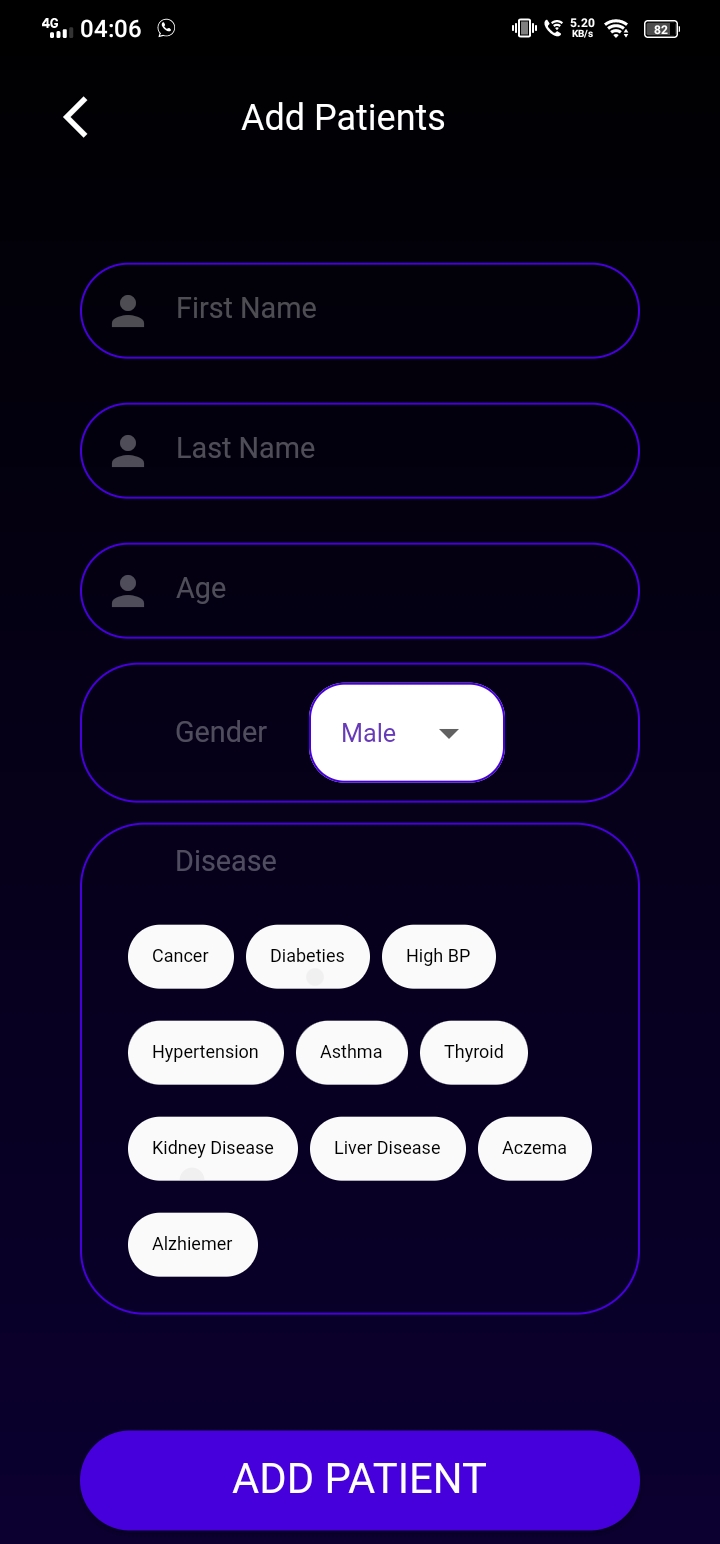 4G 04:06 5.20 KB/s 82
Add Patients
First Name
Last Name
Age
Gender Male
Disease
Cancer Diabeties High BP
Hypertension Asthma Thyroid
Kidney Disease Liver Disease Aczema
Alzhiemer
ADD PATIENT